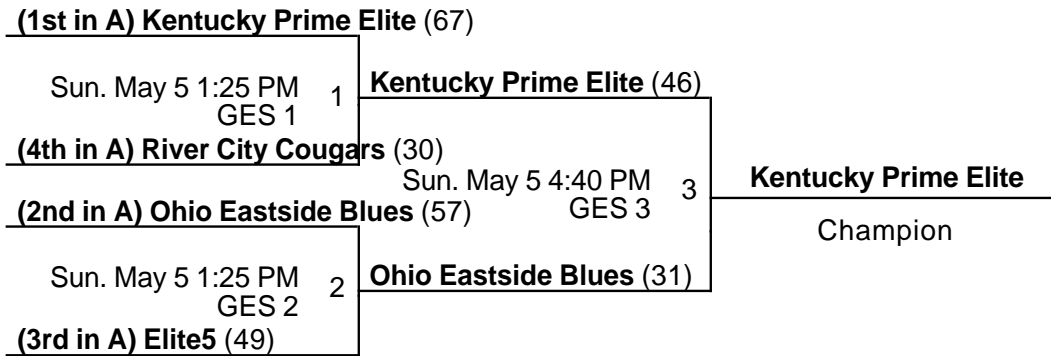 (1st in A) Kentucky Prime Elite (67)
Sun. May 5 1:25 PM
GES 1
1
Kentucky Prime Elite (46)
(4th in A) River City Cougars (30)
Sun. May 5 4:40 PM
GES 3
3
Kentucky Prime Elite
Champion
(2nd in A) Ohio Eastside Blues (57)
Sun. May 5 1:25 PM
GES 2
2
Ohio Eastside Blues (31)
(3rd in A) Elite5 (49)